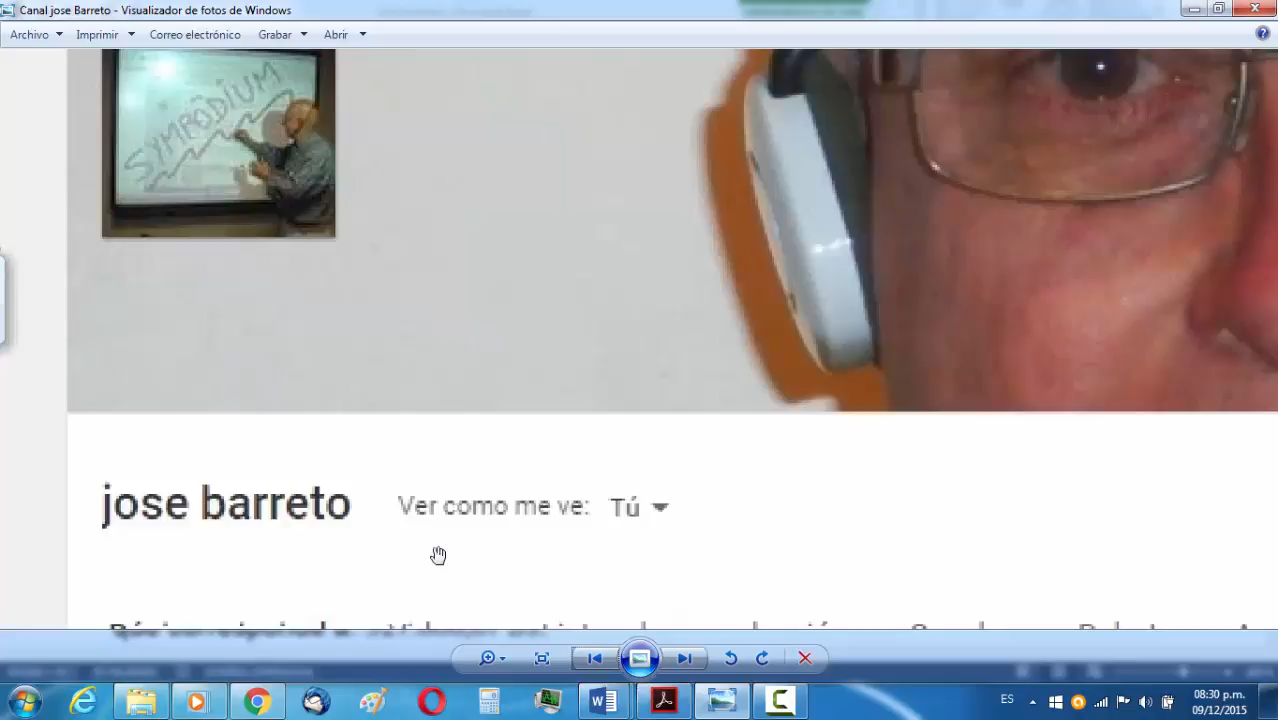 Canal jose Barreto - Visualizador de fotos de Windows
Archivo Imprimir Correo electrónico Grabar Abrir
SYMPODIUM
jose barreto Ver como me ve: Tú
ES 08:30 p.m.
09/12/2015